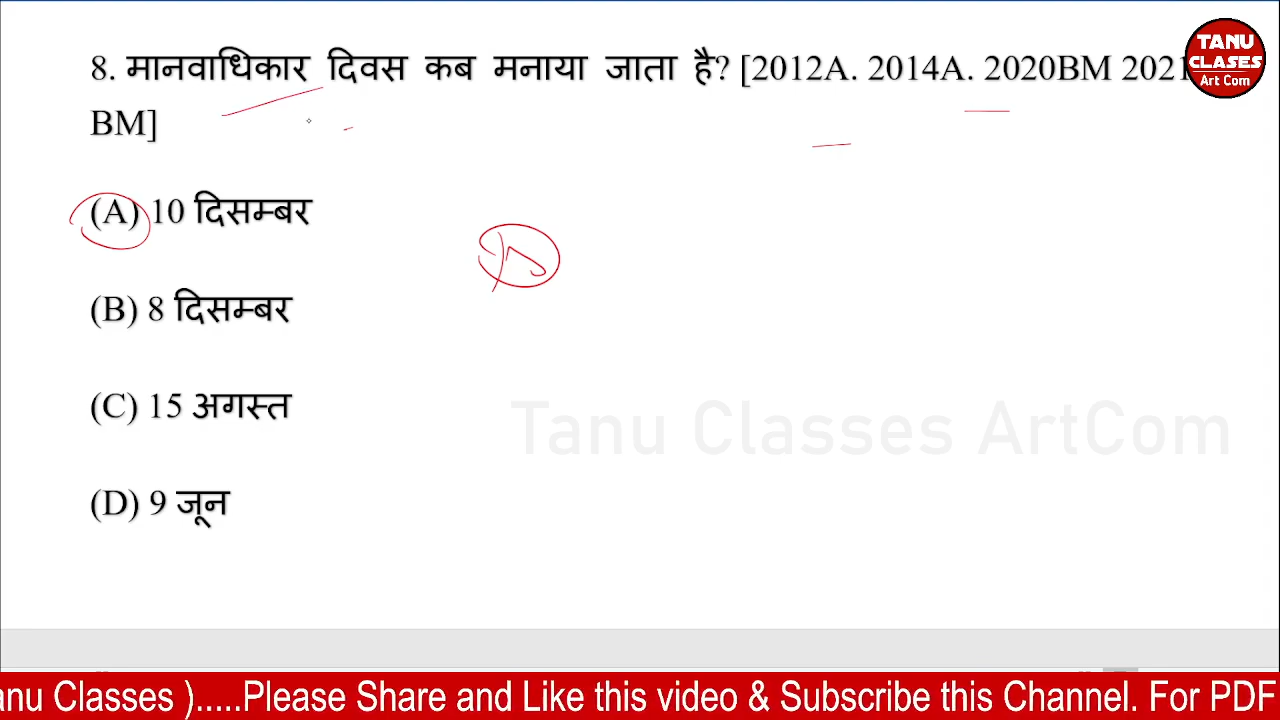 8. मानवाधिकार दिवस कब मनाया जाता है? [2012A. 2014A. 2020BM 2021
BM]
TANU
CLASSES
Art Com
(A) 10 दिसम्बर
(B) 8 दिसम्बर
(C) 15 अगस्त
(D) 9 जून
Tanu Classes ArtCom
anu Classes ).....Please Share and Like this video & Subscribe this Channel. For PDF